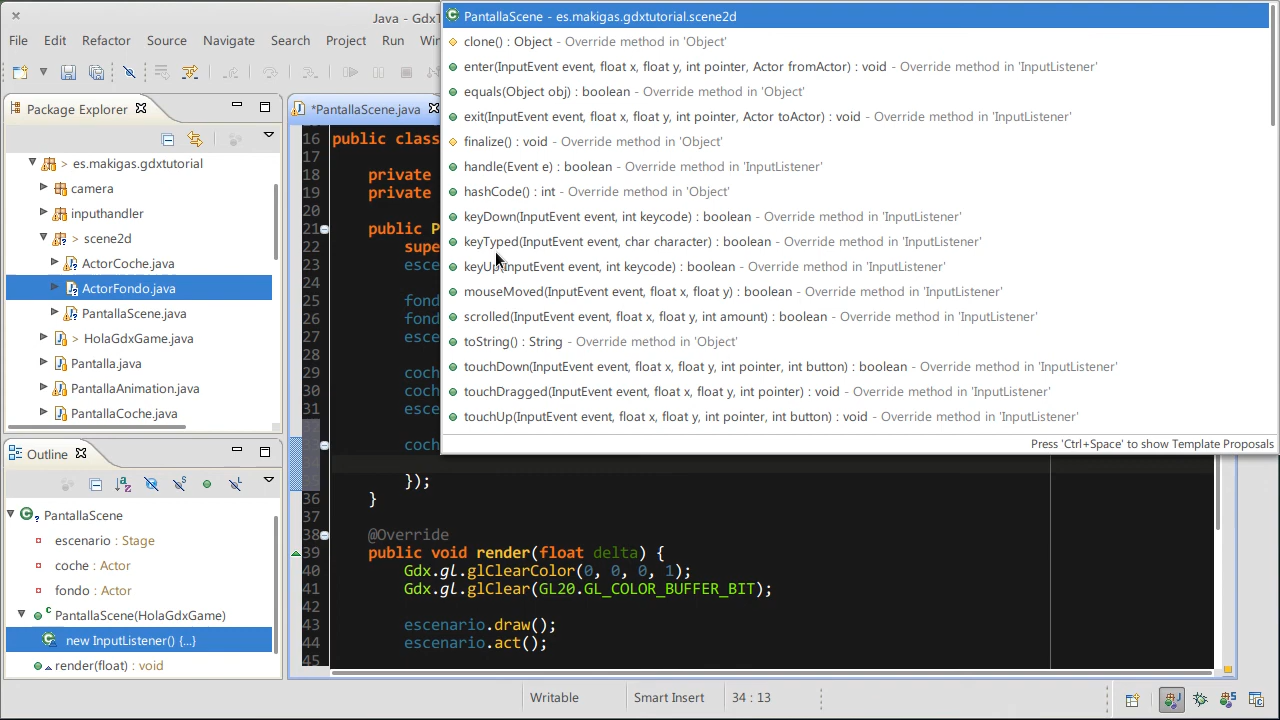 Java - GdxT
File Edit Refactor Source Navigate Search Project Run Win
Package Explorer
> es.makigas.gdxtutorial
camera
inputhandler
> scene2d
ActorCoche.java
ActorFondo.java
PantallaScene.java
> HolaGdxGame.java
Pantalla.java
PantallaAnimation.java
PantallaCoche.java
Outline
PantallaScene
escenario : Stage
coche : Actor
fondo : Actor
PantallaScene(HolaGdxGame)
new InputListener() {...}
render(float) : void
*PantallaScene.java
16 public class
17
18 private
19 private
20
21 public P
22 supe
23 esce
24
25 fond
26 fond
27 esce
28
29 coch
30 coch
31 esce
coch
});
36 }
37
38 @Override
39 public void render(float delta) {
40 Gdx.gl.glClearColor(0, 0, 0, 1);
41 Gdx.gl.glClear(GL20.GL_COLOR_BUFFER_BIT);
42
43 escenario.draw();
44 escenario.act();
45
PantallaScene - es.makigas.gdxtutorial.scene2d
clone() : Object - Override method in 'Object'
enter(InputEvent event, float x, float y, int pointer, Actor fromActor) : void - Override method in 'InputListener'
equals(Object obj) : boolean - Override method in 'Object'
exit(InputEvent event, float x, float y, int pointer, Actor toActor) : void - Override method in 'InputListener'
finalize() : void - Override method in 'Object'
handle(Event e) : boolean - Override method in 'InputListener'
hashCode() : int - Override method in 'Object'
keyDown(InputEvent event, int keycode) : boolean - Override method in 'InputListener'
keyTyped(InputEvent event, char character) : boolean - Override method in 'InputListener'
keyUp(InputEvent event, int keycode) : boolean - Override method in 'InputListener'
mouseMoved(InputEvent event, float x, float y) : boolean - Override method in 'InputListener'
scrolled(InputEvent event, float x, float y, int amount) : boolean - Override method in 'InputListener'
toString() : String - Override method in 'Object'
touchDown(InputEvent event, float x, float y, int pointer, int button) : boolean - Override method in 'InputListener'
touchDragged(InputEvent event, float x, float y, int pointer) : void - Override method in 'InputListener'
touchUp(InputEvent event, float x, float y, int pointer, int button) : void - Override method in 'InputListener'
Press 'Ctrl+Space' to show Template Proposals
Writable Smart Insert 34 : 13